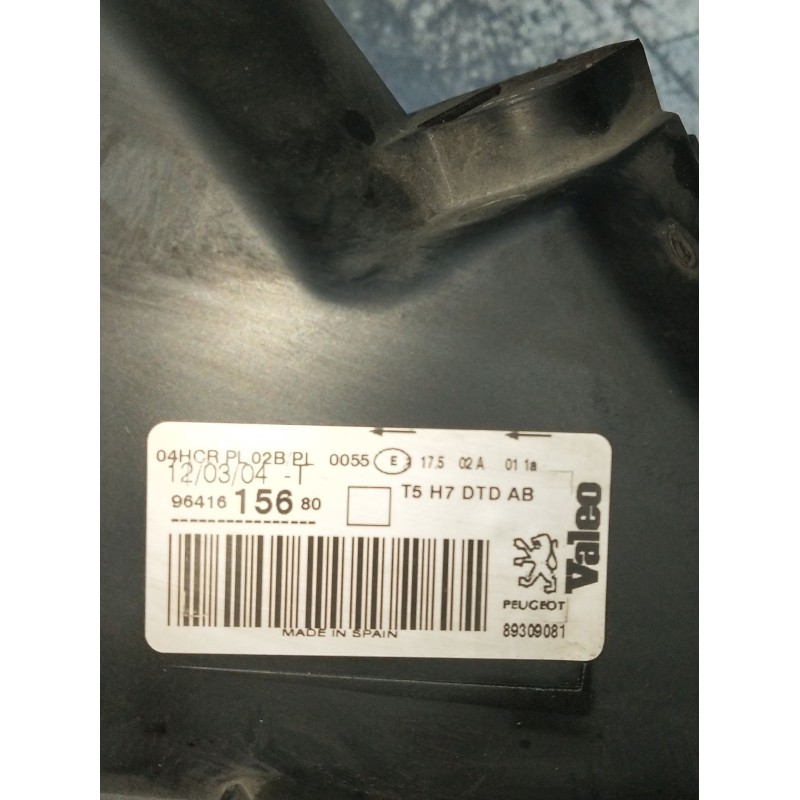 04HCR PL 02B/PL 0055 E 17.5 02 A 01 1a
12/03/04 -T
96416 156 80
T5 H7 DTD AB
Valeo
PEUGEOT
MADE IN SPAIN
89309081